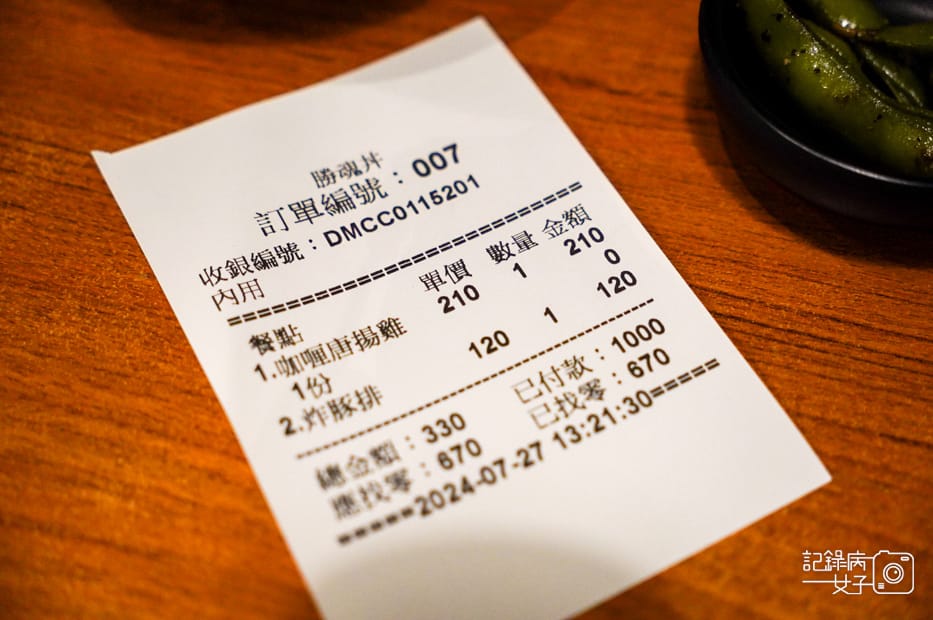 勝魂丼
訂單編號：007
收銀編號：DMCC0115201
內用
==============================
餐點 單價 數量 金額
1.咖喱唐揚雞 210 1 210
1份 0
2.炸豚排 120 1 120
------------------------------
總金額：330 已付款：1000
應找零：670 已找零：670
=====2024-07-27 13:21:30=====
記錄病
女子